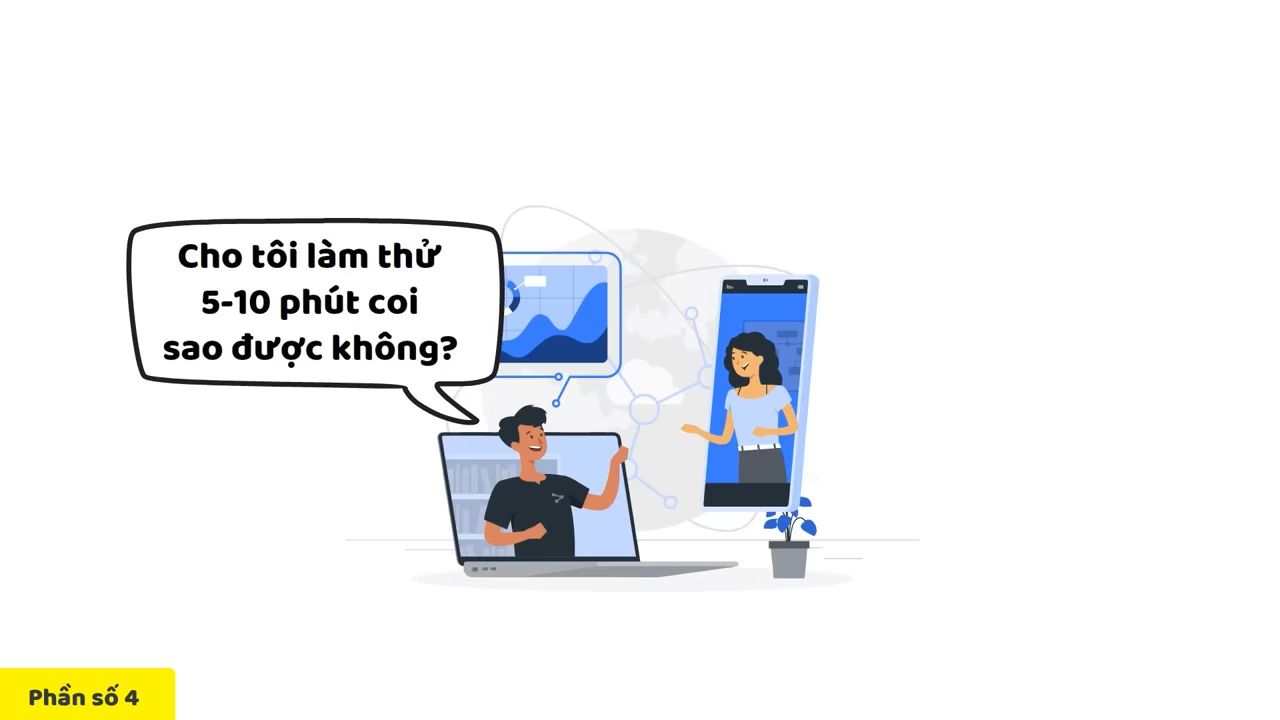 Cho tôi làm thử
5-10 phút coi
sao được không?
Phần số 4